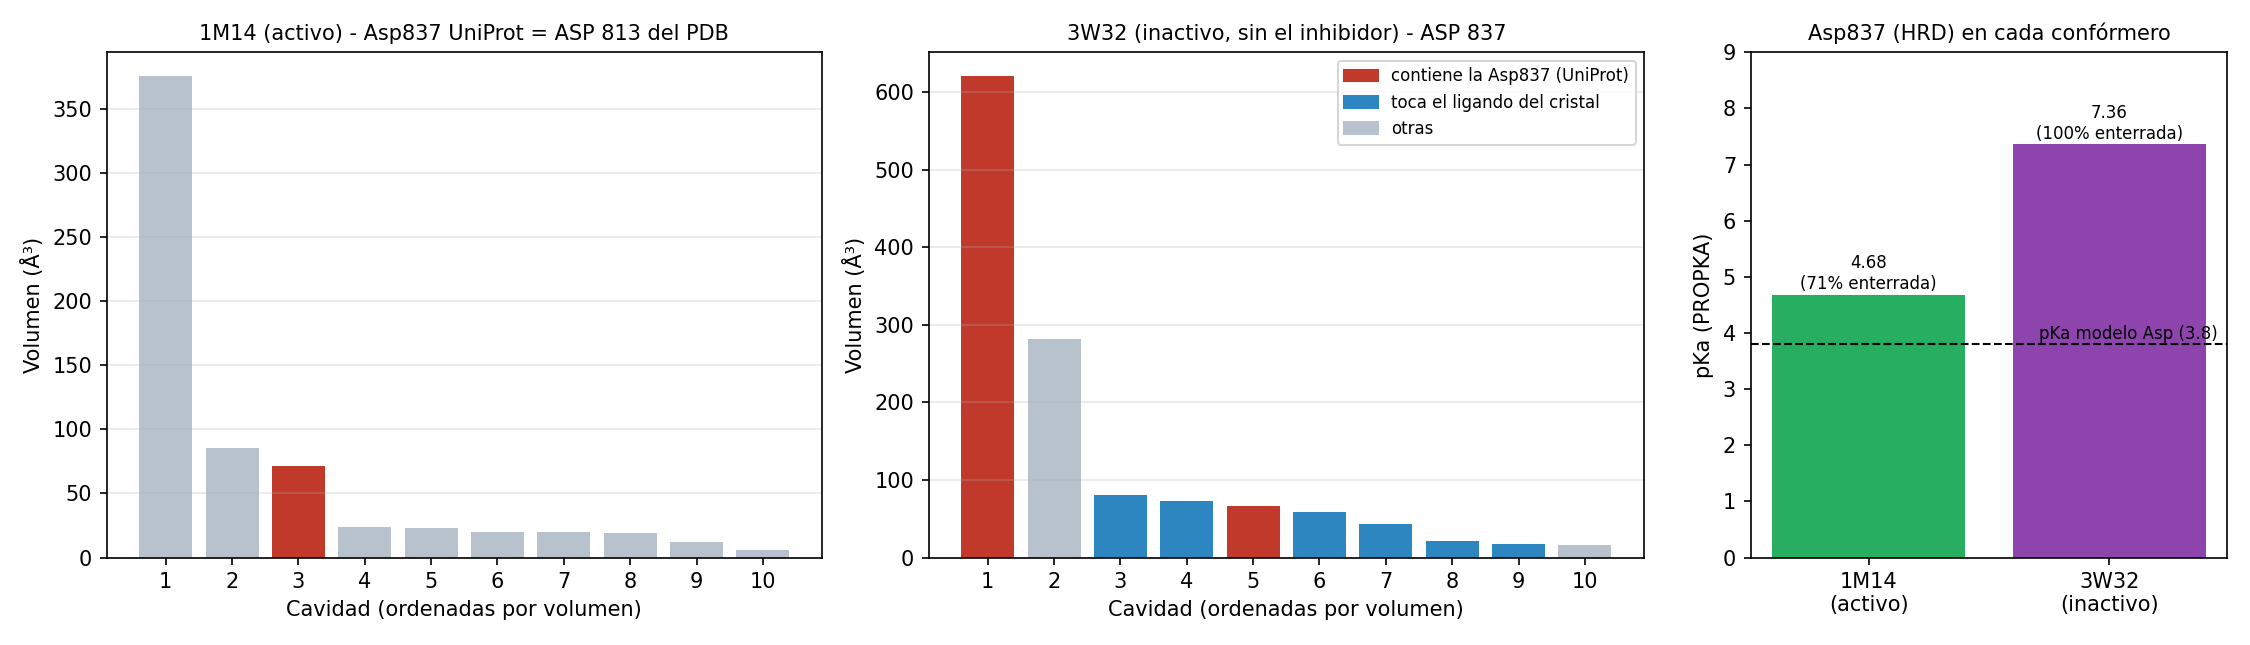 1M14 (activo) - Asp837 UniProt = ASP 813 del PDB
Volumen (Å³)
350
300
250
200
150
100
50
0
1 2 3 4 5 6 7 8 9 10
Cavidad (ordenadas por volumen)
3W32 (inactivo, sin el inhibidor) - ASP 837
contiene la Asp837 (UniProt)
toca el ligando del cristal
otras
Volumen (Å³)
600
500
400
300
200
100
0
1 2 3 4 5 6 7 8 9 10
Cavidad (ordenadas por volumen)
Asp837 (HRD) en cada confórmero
pKa (PROPKA)
9
8
7
6
5
4
3
2
1
0
7.36
(100% enterrada)
4.68
(71% enterrada)
pKa modelo Asp (3.8)
1M14
(activo)
3W32
(inactivo)